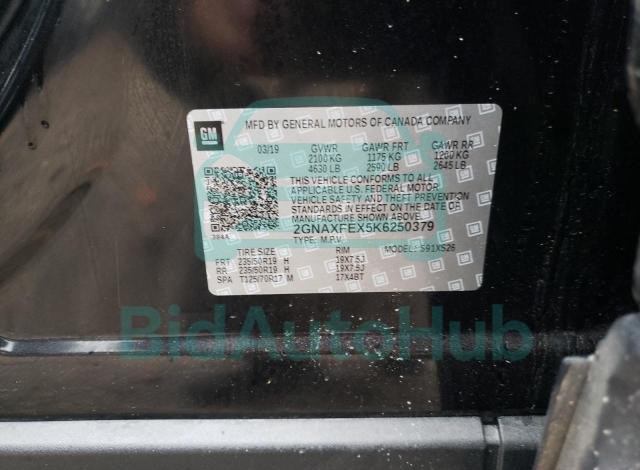 GM
MFD BY GENERAL MOTORS OF CANADA COMPANY
03/19 GVWR GAWR FRT GAWR RR
2100 KG 1175 KG 1200 KG
4630 LB 2590 LB 2645 LB
THIS VEHICLE CONFORMS TO ALL
APPLICABLE U.S. FEDERAL MOTOR
VEHICLE SAFETY AND THEFT PREVENTION
STANDARDS IN EFFECT ON THE DATE OF
MANUFACTURE SHOWN ABOVE.
2GNAXFEX5K6250379
TYPE: M.P.V. MODEL: S91XS26
TIRE SIZE RIM
FRT 235/50R19 H 19X7.5J
RR 235/50R19 H 19X7.5J
SPA T125/70R17 M 17X4BT
BidAutoHub